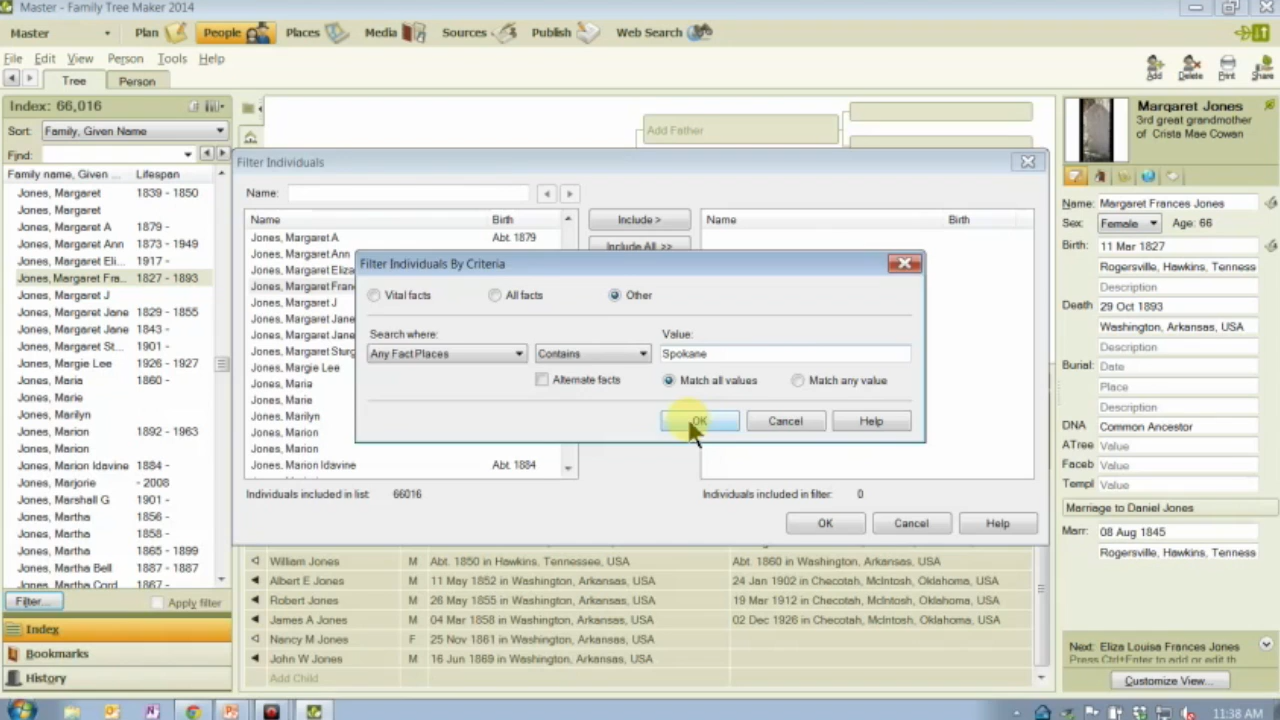 Master - Family Tree Maker 2014
Master Plan People Places Media Sources Publish Web Search
File Edit View Person Tools Help
Tree Person
Add Delete Print Share
Index: 66,016
Sort: Family, Given Name
Find:
Family name, Given ... Lifespan
Jones, Margaret 1839 - 1850
Jones, Margaret
Jones, Margaret A 1879 -
Jones, Margaret Ann 1873 - 1949
Jones, Margaret Eli... 1917 -
Jones, Margaret Fra... 1827 - 1893
Jones, Margaret J
Jones, Margaret Jane 1829 - 1855
Jones, Margaret Jane 1843 -
Jones, Margaret St... 1901 -
Jones, Margie Lee 1926 - 1927
Jones, Maria 1860 -
Jones, Marie
Jones, Marilyn
Jones, Marion 1892 - 1963
Jones, Marion
Jones, Marion Idavine 1884 -
Jones, Marjorie - 2008
Jones, Marshall G 1901 -
Jones, Martha 1856 -
Jones, Martha 1858 -
Jones, Martha 1865 - 1899
Jones, Martha Bell 1887 - 1887
Jones, Martha Cord 1867 -
Filter... Apply filter
Index
Bookmarks
History
Add Father
Filter Individuals
Name:
Name Birth
Jones, Margaret A Abt. 1879
Jones, Margaret Ann
Jones, Margaret Eliza
Jones, Margaret Fran
Jones, Margaret J
Jones, Margaret Jane
Jones, Margaret Jane
Jones, Margaret Sturg
Jones, Margie Lee
Jones, Maria
Jones, Marie
Jones, Marilyn
Jones, Marion
Jones, Marion
Jones, Marion Idavine Abt. 1884
Include >
Include All >>
Name Birth
Individuals included in list: 66016
Individuals included in filter: 0
OK Cancel Help
Filter Individuals By Criteria
Vital facts All facts Other
Search where: Value:
Any Fact Places Contains Spokane
Alternate facts Match all values Match any value
OK Cancel Help
William Jones M Abt. 1850 in Hawkins, Tennessee, USA Abt. 1860 in Washington, Arkansas, USA
Albert E Jones M 11 May 1852 in Washington, Arkansas, USA 24 Jan 1902 in Checotah, McIntosh, Oklahoma, USA
Robert Jones M 26 May 1855 in Washington, Arkansas, USA 19 Mar 1912 in Checotah, McIntosh, Oklahoma, USA
James A Jones M 04 Mar 1858 in Washington, Arkansas, USA 02 Dec 1926 in Checotah, McIntosh, Oklahoma, USA
Nancy M Jones F 25 Nov 1861 in Washington, Arkansas, USA
John W Jones M 16 Jun 1869 in Washington, Arkansas, USA
Add Child
Margaret Jones
3rd great grandmother
of Crista Mae Cowan
Name: Margaret Frances Jones
Sex: Female Age: 66
Birth: 11 Mar 1827
Rogersville, Hawkins, Tenness
Description
Death 29 Oct 1893
Washington, Arkansas, USA
Description
Burial: Date
Place
Description
DNA Common Ancestor
ATree Value
Faceb Value
Templ Value
Marriage to Daniel Jones
Marr: 08 Aug 1845
Rogersville, Hawkins, Tenness
Next: Eliza Louisa Frances Jones
Press Ctrl+Enter to add or edit th
Customize View...
11:38 AM